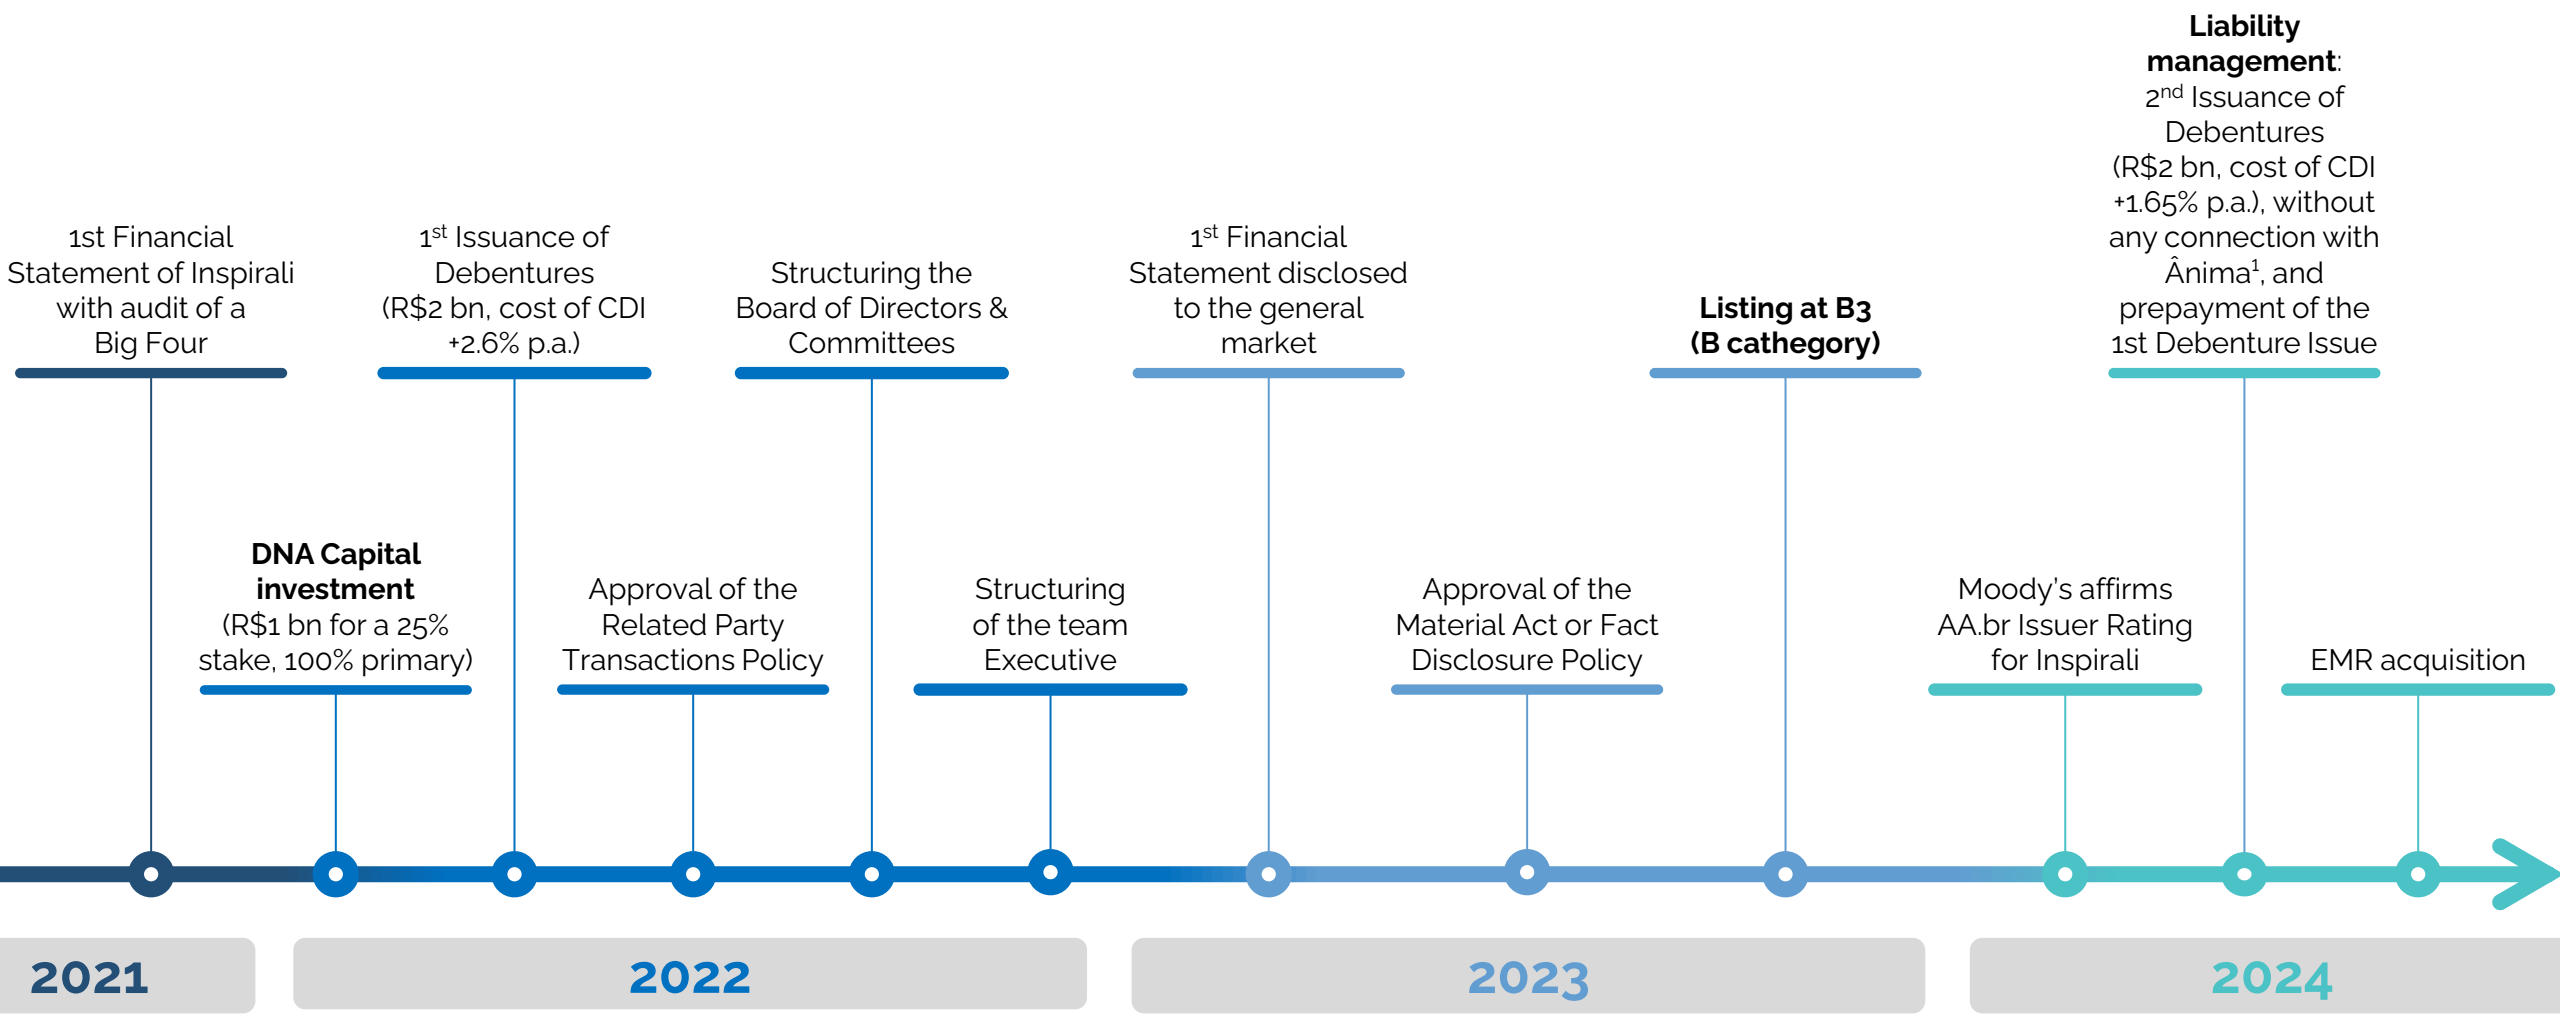 1st Financial
Statement of Inspirali
with audit of a
Big Four
DNA Capital
investment
(R$1 bn for a 25%
stake, 100% primary)
1st Issuance of
Debentures
(R$2 bn, cost of CDI
+2.6% p.a.)
Approval of the
Related Party
Transactions Policy
Structuring the
Board of Directors &
Committees
Structuring
of the team
Executive
1st Financial
Statement disclosed
to the general
market
Approval of the
Material Act or Fact
Disclosure Policy
Listing at B3
(B cathegory)
Moody's affirms
AA.br Issuer Rating
for Inspirali
Liability
management:
2nd Issuance of
Debentures
(R$2 bn, cost of CDI
+1.65% p.a.), without
any connection with
Ânima¹, and
prepayment of the
1st Debenture Issue
EMR acquisition
2021
2022
2023
2024